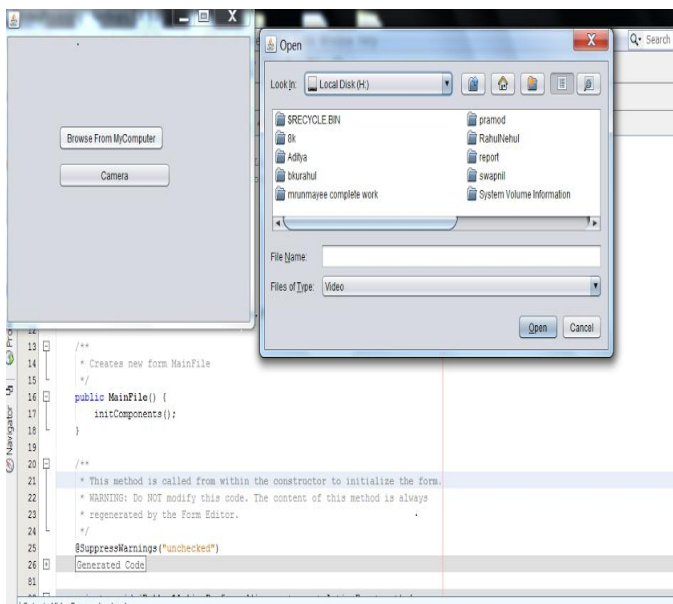 Open
Search
Look In:
Local Disk (H:)
Browse From MyComputer
Camera
$RECYCLE.BIN
8k
Aditya
bkurahul
mrunmayee complete work
pramod
RahulNehul
report
swapnil
System Volume Information
File Name:
Files of Type: Video
Open Cancel
Navigator
12
13 /**
14 * Creates new form MainFile
15 */
16 public MainFile() {
17 initComponents();
18 }
19
20 /**
21 * This method is called from within the constructor to initialize the form.
22 * WARNING: Do NOT modify this code. The content of this method is always
23 * regenerated by the Form Editor.
24 */
25 @SuppressWarnings("unchecked")
26 Generated Code
81